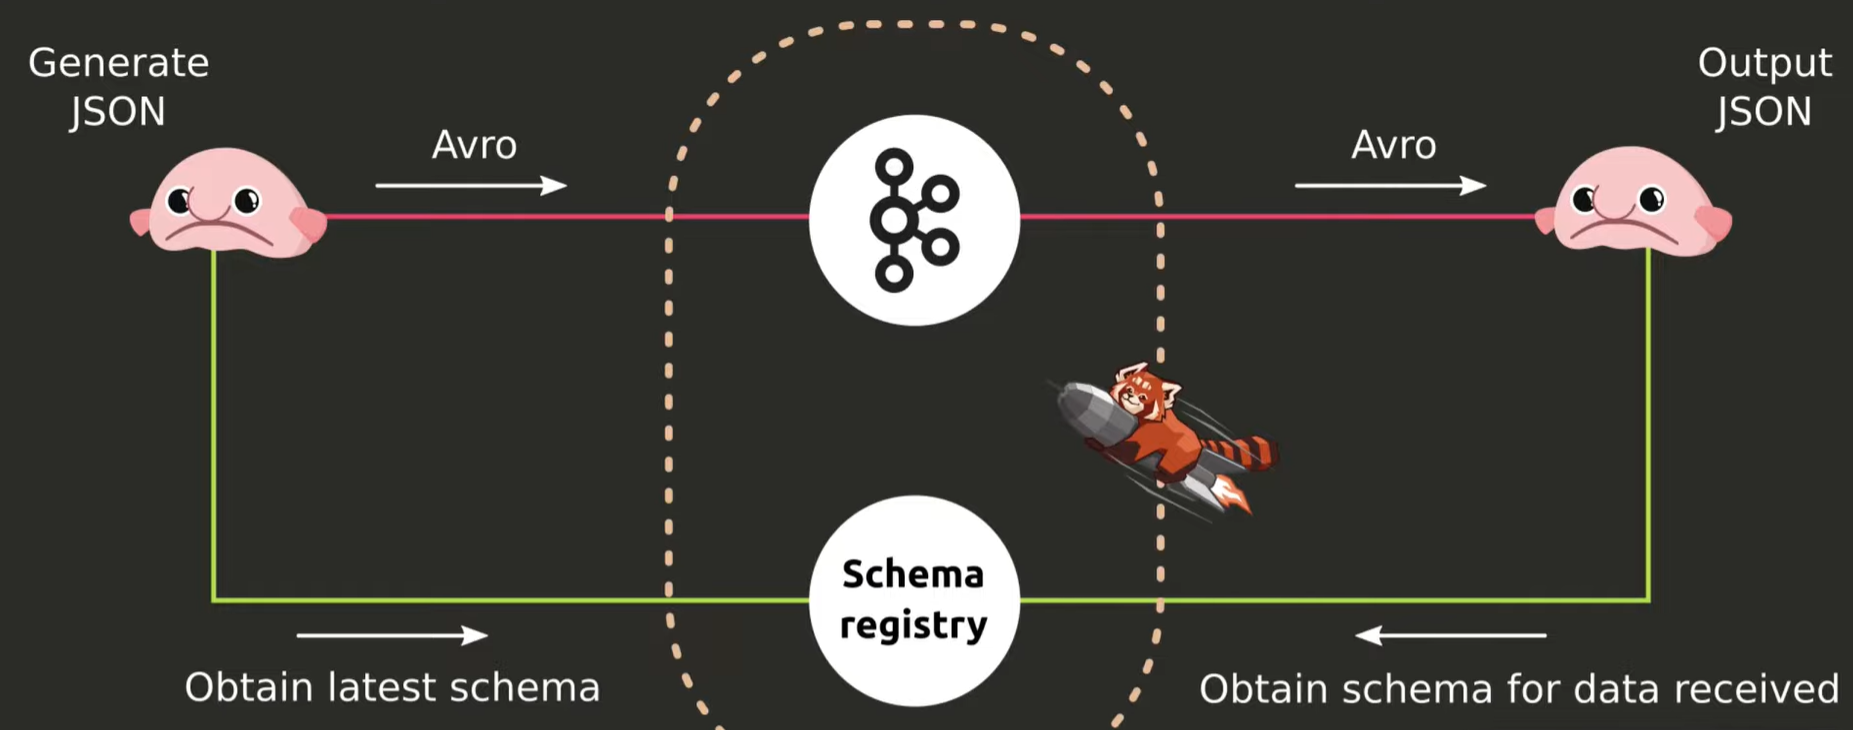 Generate
JSON
Avro
Avro
Output
JSON
Schema
registry
Obtain latest schema
Obtain schema for data received